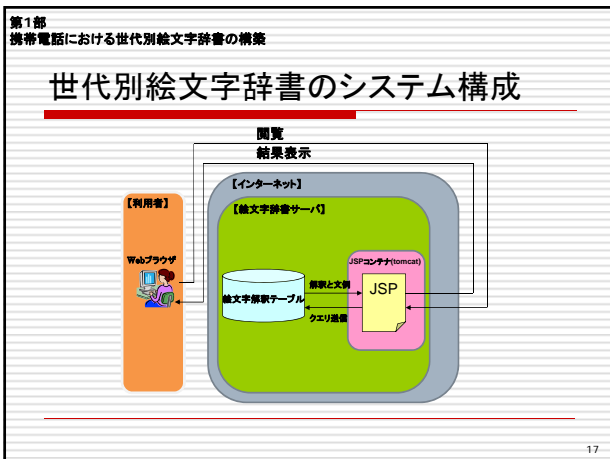 第1部
携帯電話における世代別絵文字辞書の構築
世代別絵文字辞書のシステム構成
閲覧
結果表示
【インターネット】
【利用者】
【絵文字辞書サーバ】
Webブラウザ
JSPコンテナ(tomcat)
解釈と文例
JSP
絵文字解釈テーブル
クエリ送信
17